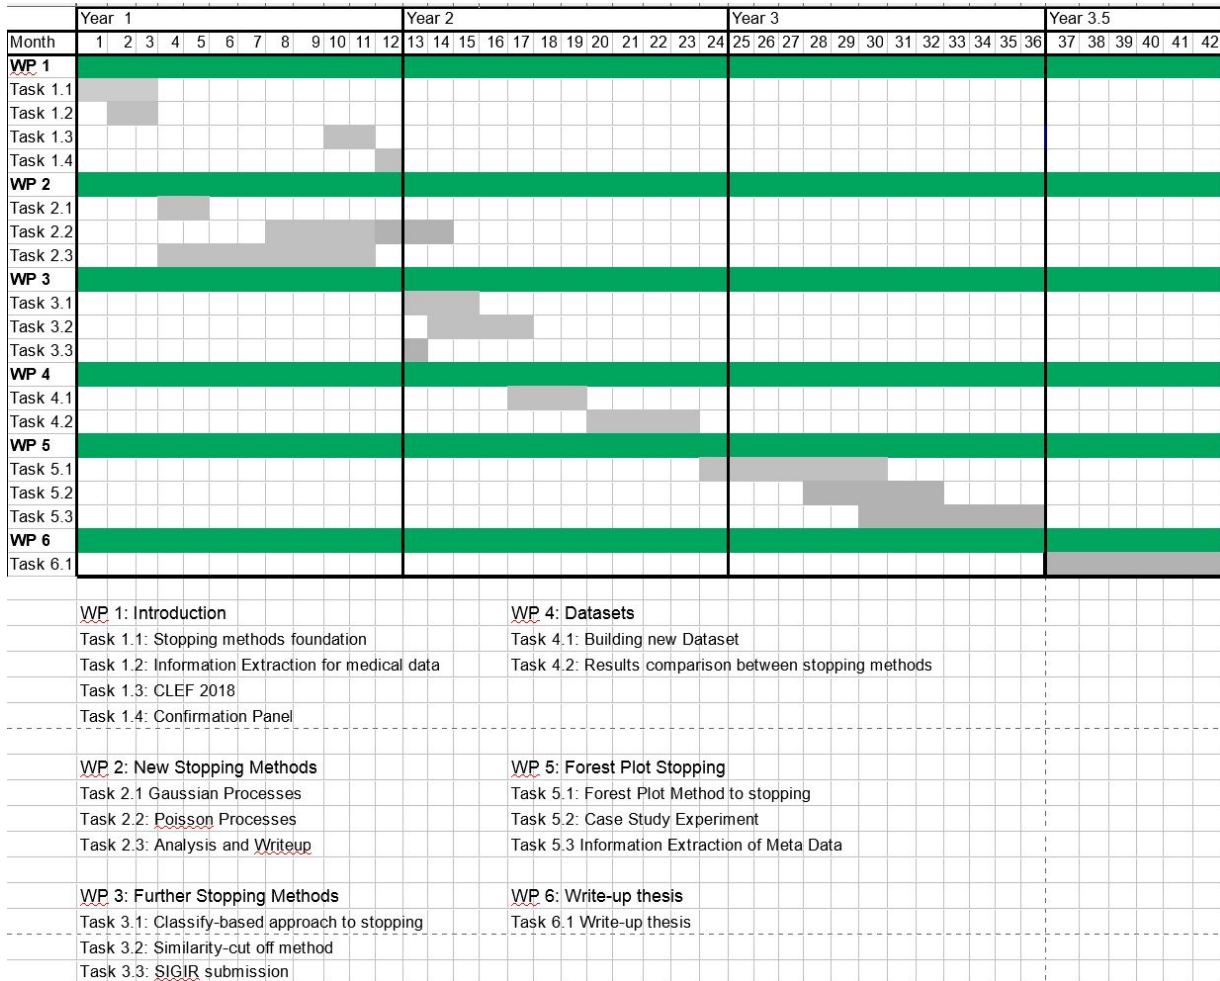 Year 1 Year 2 Year 3 Year 3.5
Month 1 2 3 4 5 6 7 8 9 10 11 12 13 14 15 16 17 18 19 20 21 22 23 24 25 26 27 28 29 30 31 32 33 34 35 36 37 38 39 40 41 42
WP 1
Task 1.1
Task 1.2
Task 1.3
Task 1.4
WP 2
Task 2.1
Task 2.2
Task 2.3
WP 3
Task 3.1
Task 3.2
Task 3.3
WP 4
Task 4.1
Task 4.2
WP 5
Task 5.1
Task 5.2
Task 5.3
WP 6
Task 6.1
WP 1: Introduction
Task 1.1: Stopping methods foundation
Task 1.2: Information Extraction for medical data
Task 1.3: CLEF 2018
Task 1.4: Confirmation Panel
WP 4: Datasets
Task 4.1: Building new Dataset
Task 4.2: Results comparison between stopping methods
WP 2: New Stopping Methods
Task 2.1 Gaussian Processes
Task 2.2: Poisson Processes
Task 2.3: Analysis and Writeup
WP 5: Forest Plot Stopping
Task 5.1: Forest Plot Method to stopping
Task 5.2: Case Study Experiment
Task 5.3 Information Extraction of Meta Data
WP 3: Further Stopping Methods
Task 3.1: Classify-based approach to stopping
Task 3.2: Similarity-cut off method
Task 3.3: SIGIR submission
WP 6: Write-up thesis
Task 6.1 Write-up thesis